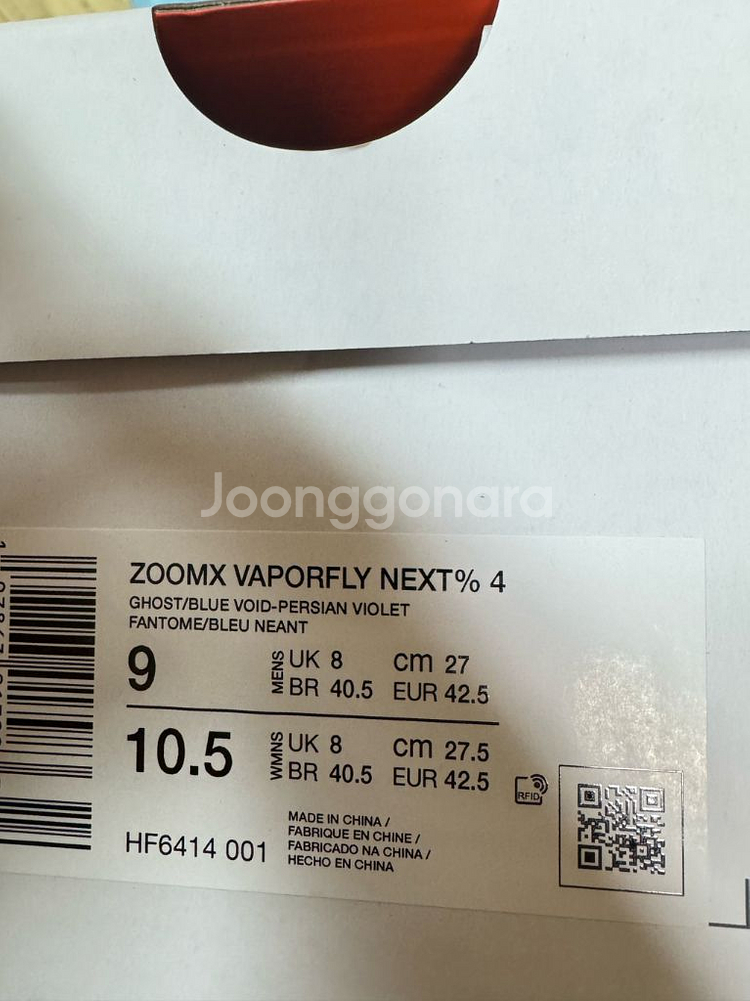 Joonggonara
ZOOMX VAPORFLY NEXT% 4
GHOST/BLUE VOID-PERSIAN VIOLET
FANTOME/BLEU NEANT
9 MENS UK 8 cm 27
BR 40.5 EUR 42.5
10.5 WMNS UK 8 cm 27.5
BR 40.5 EUR 42.5
RFID
HF6414 001
MADE IN CHINA /
FABRIQUE EN CHINE /
FABRICADO NA CHINA /
HECHO EN CHINA